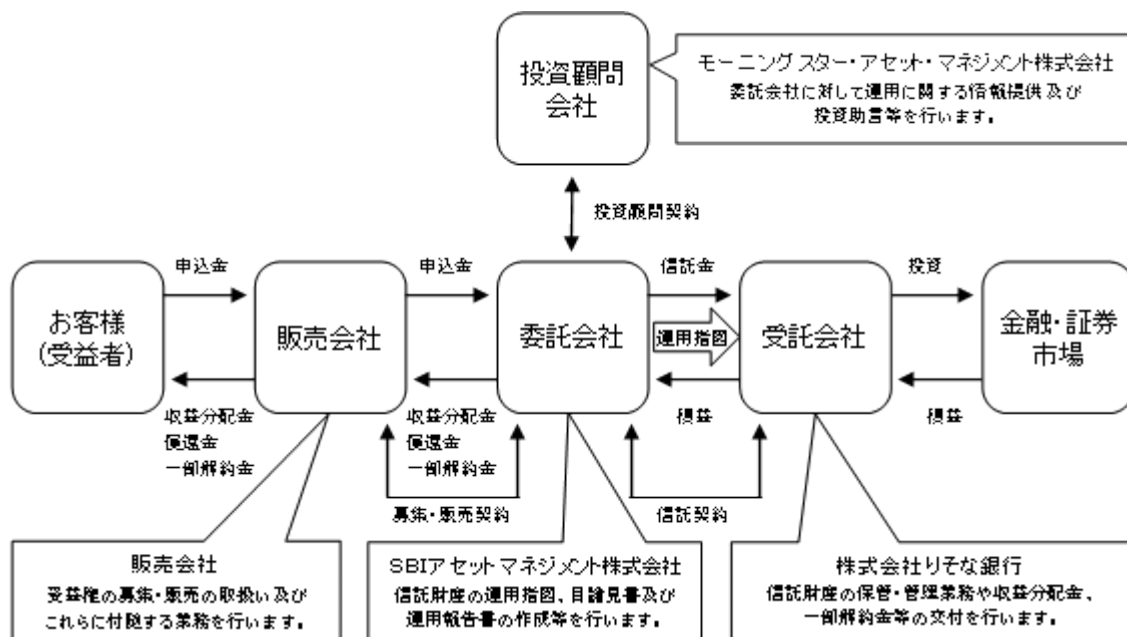 投資顧問
会社
モーニングスター・アセット・マネジメント株式会社
委託会社に対して運用に関する情報提供及び
投資助言等を行います。
投資顧問契約
申込金
申込金
信託金
投資
お客様
(受益者)
販売会社
委託会社
運用指図
受託会社
金融・証券
市場
収益分配金
償還金
一部解約金
収益分配金
償還金
一部解約金
損益
損益
募集・販売契約
信託契約
販売会社
受益権の募集・販売の取扱い及び
これらに付随する業務を行います。
SBIアセットマネジメント株式会社
信託財産の運用指図、目論見書及び
運用報告書の作成等を行います。
株式会社りそな銀行
信託財産の保管・管理業務や収益分配金、
一部解約金等の交付を行います。